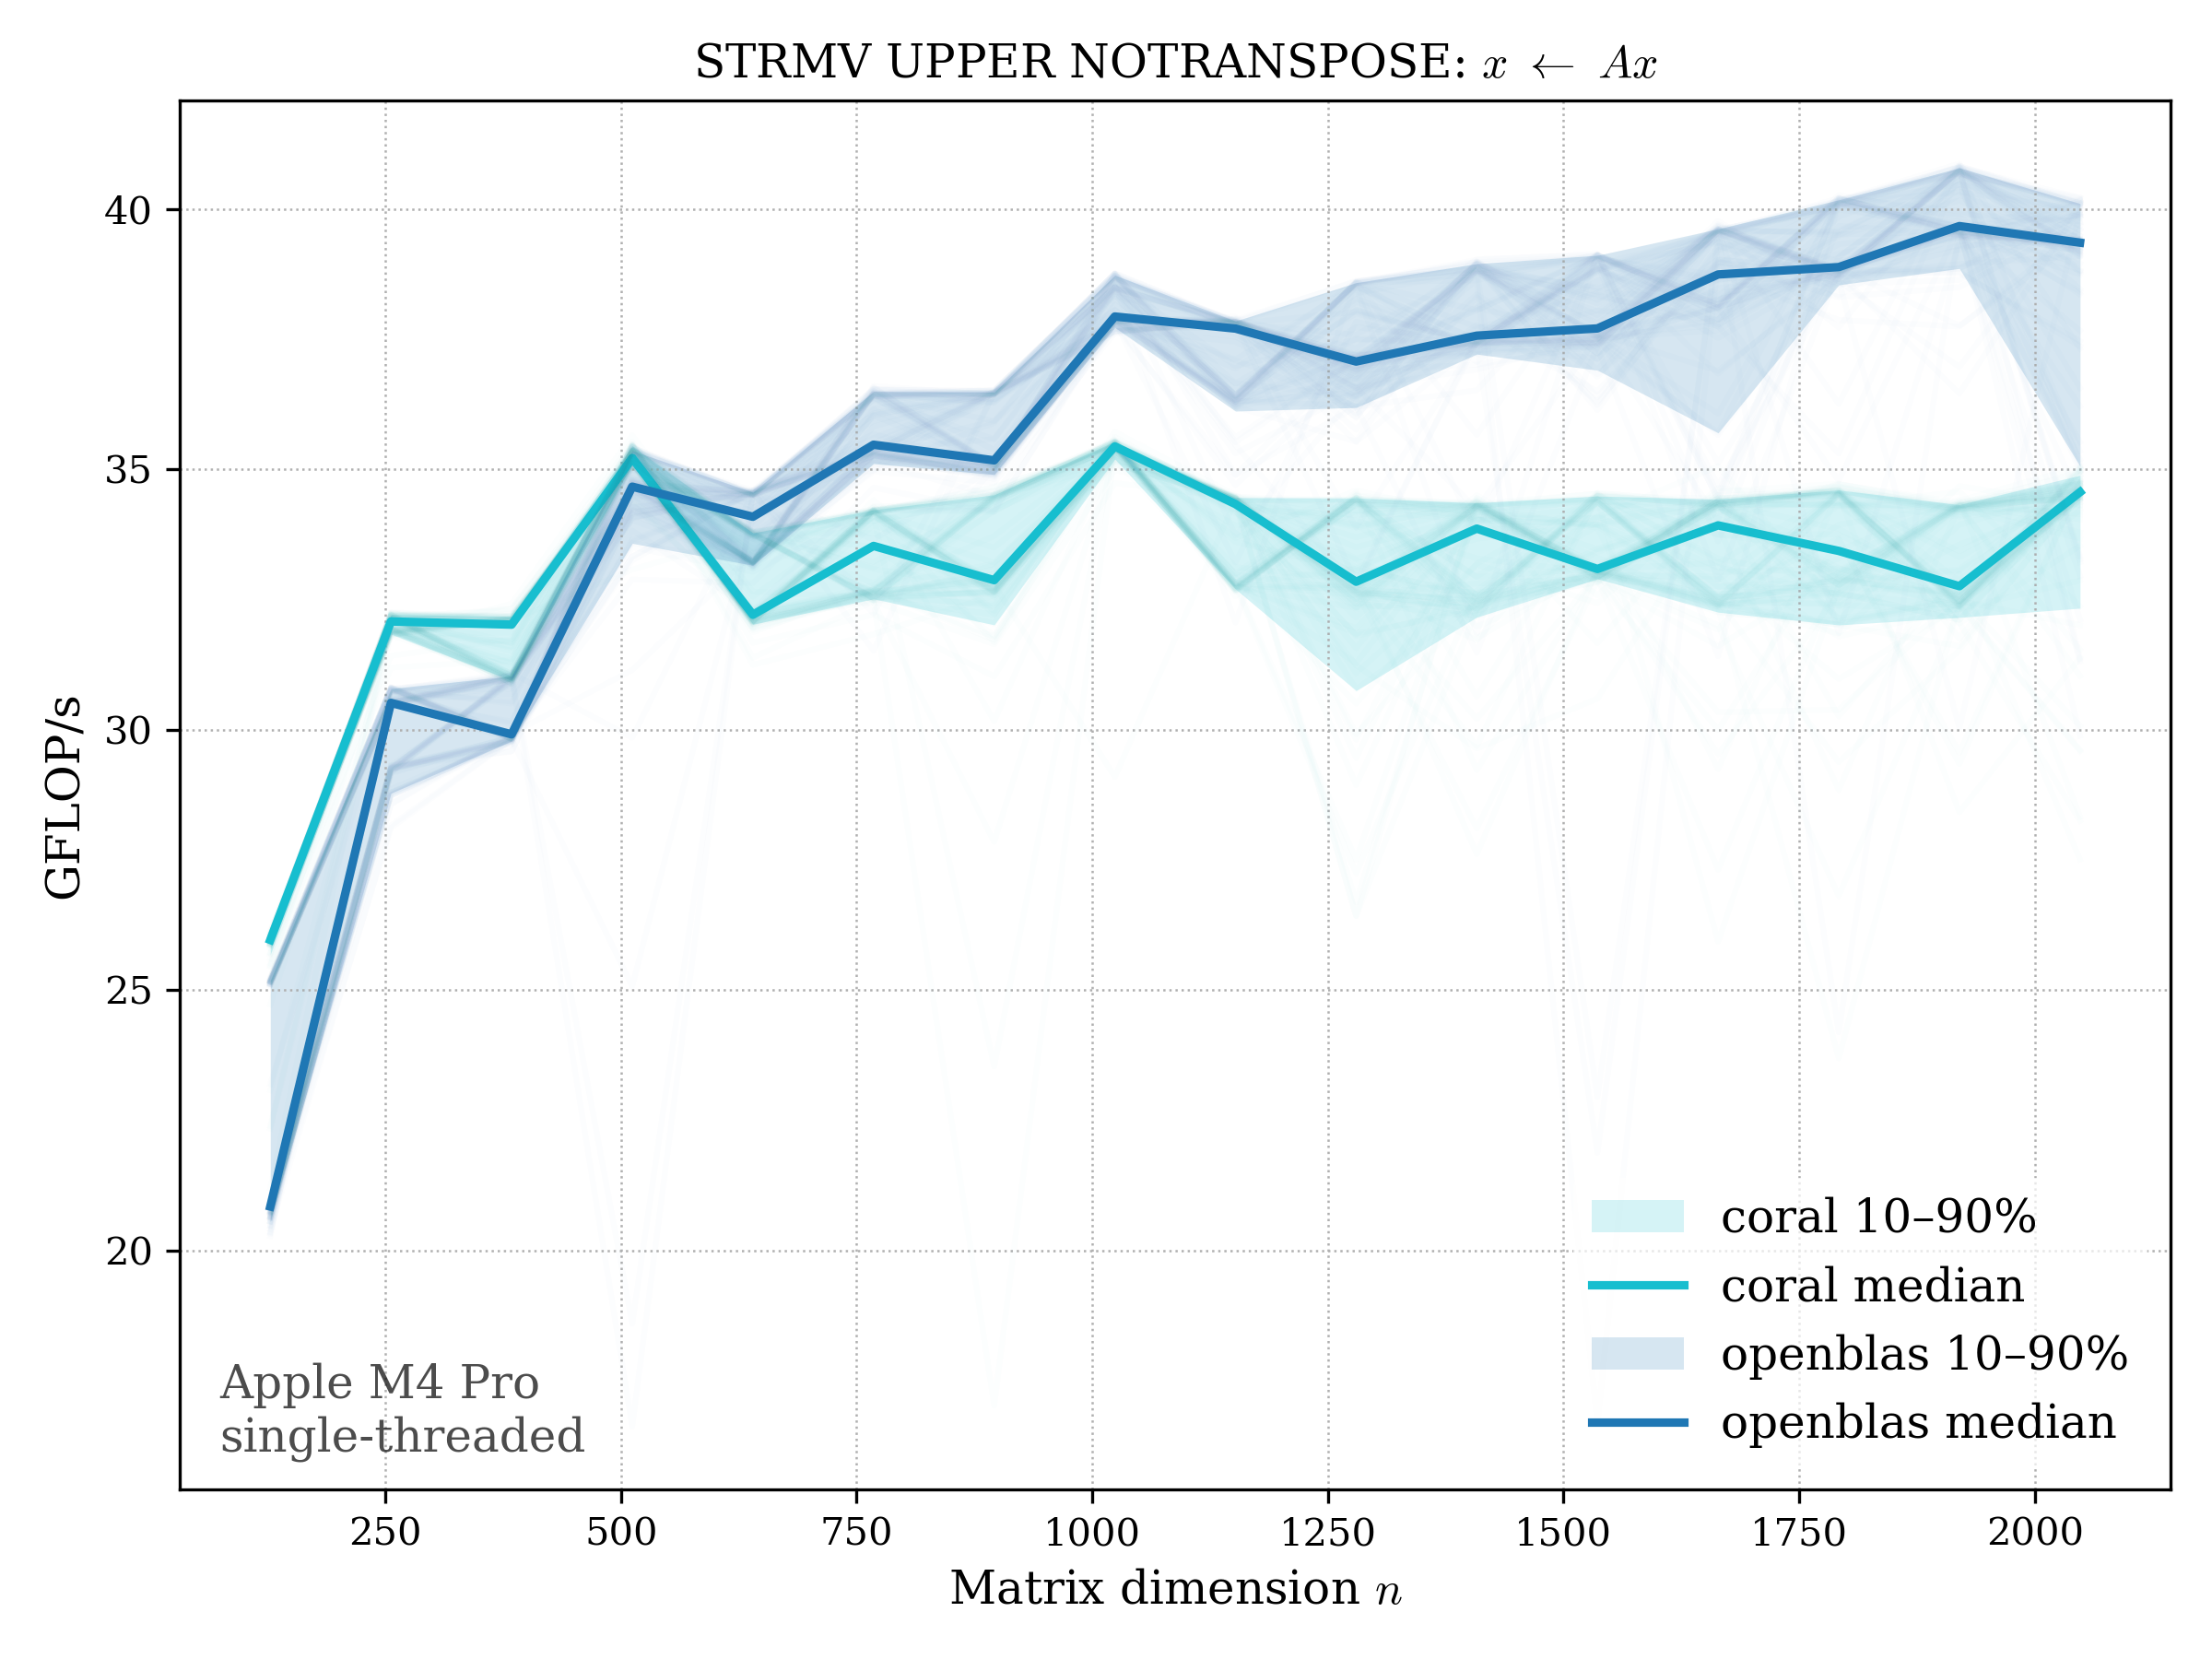 STRMV UPPER NOTRANSPOSE: x ← Ax
GFLOP/s
40
35
30
25
20
250 500 750 1000 1250 1500 1750 2000
Matrix dimension n
Apple M4 Pro
single-threaded
coral 10–90%
coral median
openblas 10–90%
openblas median